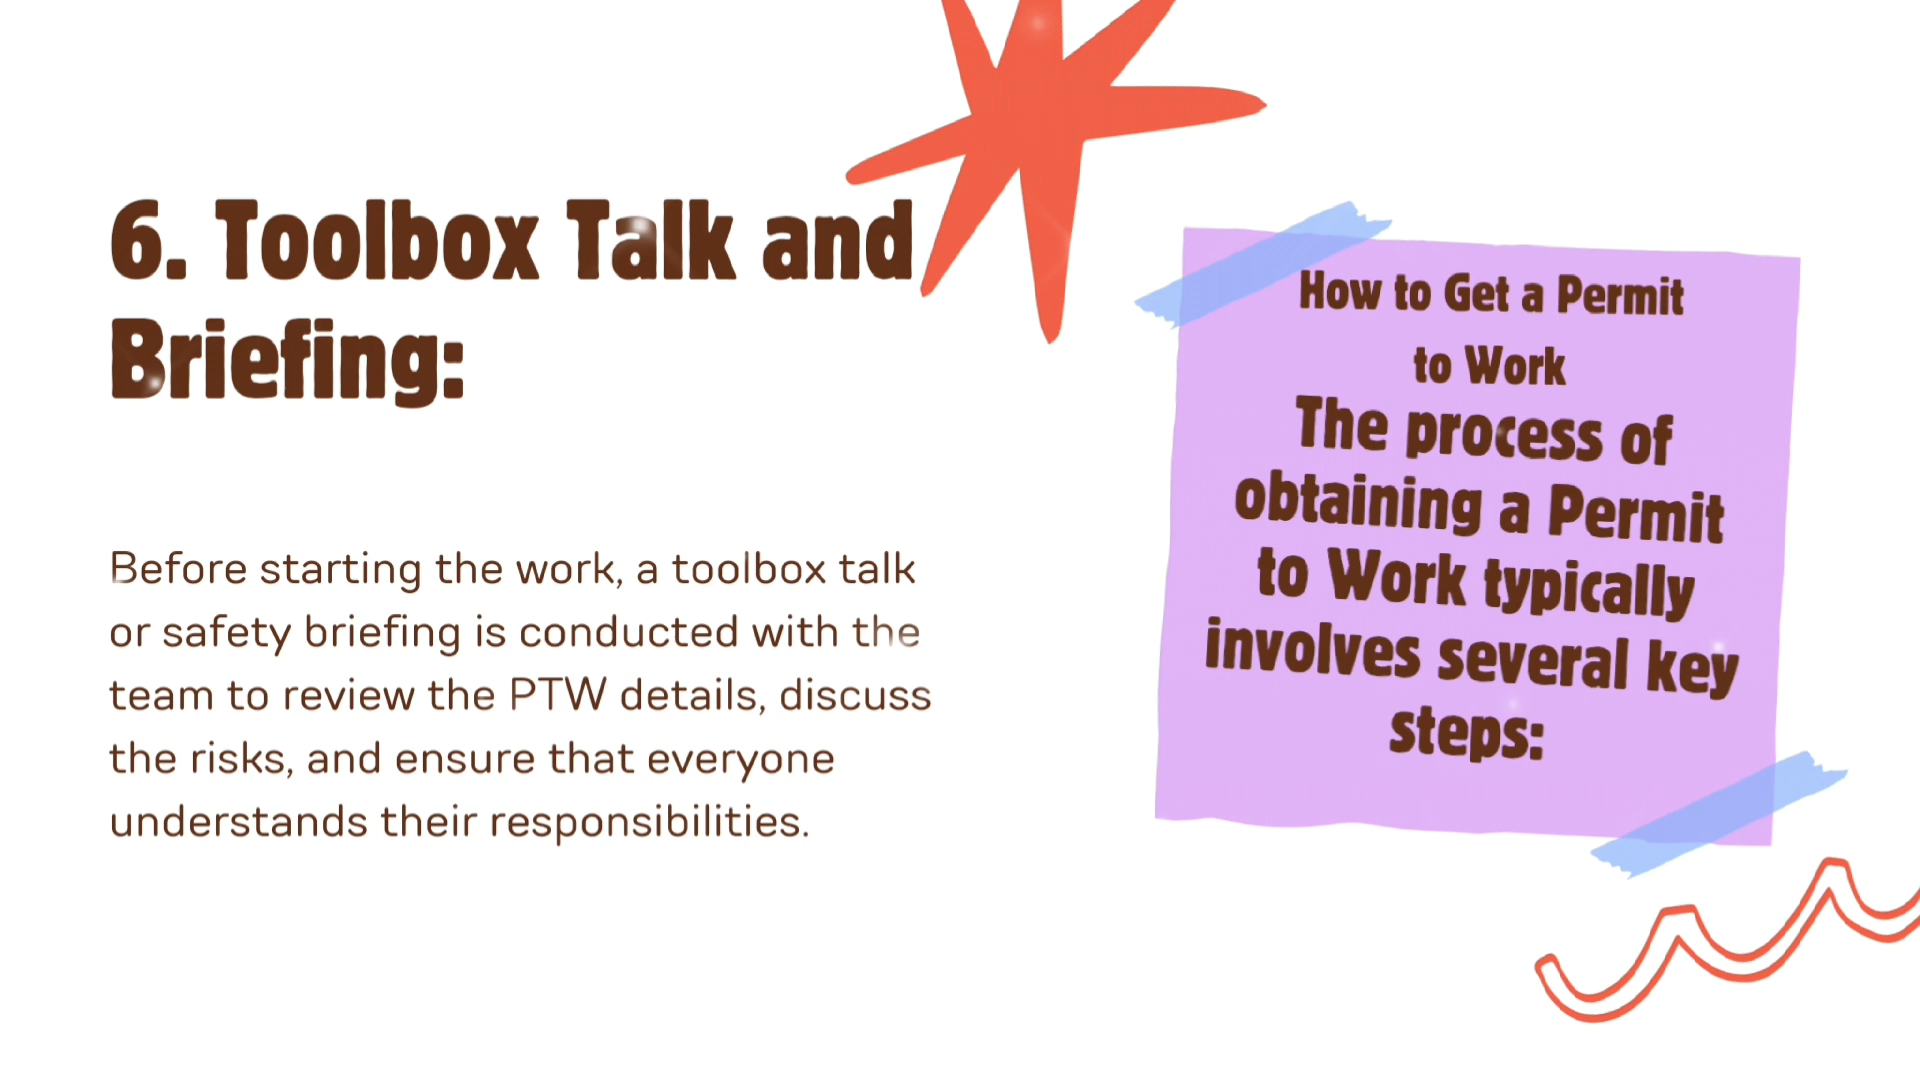 6. Toolbox Talk and
Briefing:
Before starting the work, a toolbox talk
or safety briefing is conducted with the
team to review the PTW details, discuss
the risks, and ensure that everyone
understands their responsibilities.
How to Get a Permit
to Work
The process of
obtaining a Permit
to Work typically
involves several key
steps: